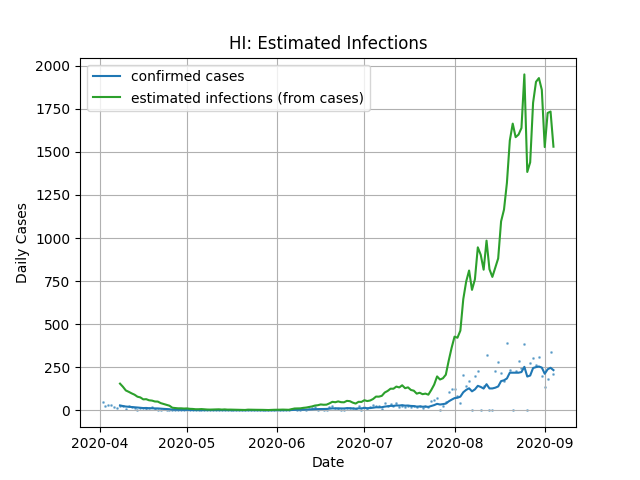 HI: Estimated Infections
confirmed cases
estimated infections (from cases)
2000
1750
1500
1250
1000
750
500
250
0
Daily Cases
2020-04 2020-05 2020-06 2020-07 2020-08 2020-09
Date